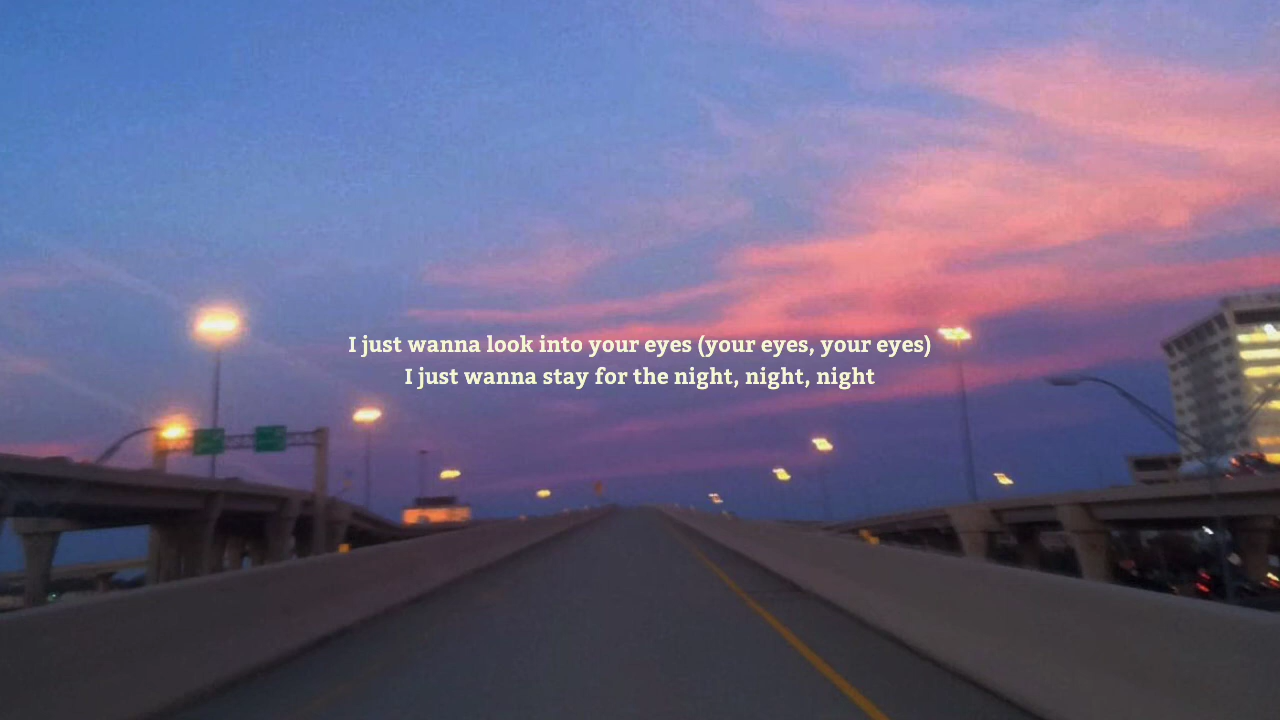 I just wanna look into your eyes (your eyes, your eyes)
I just wanna stay for the night, night, night